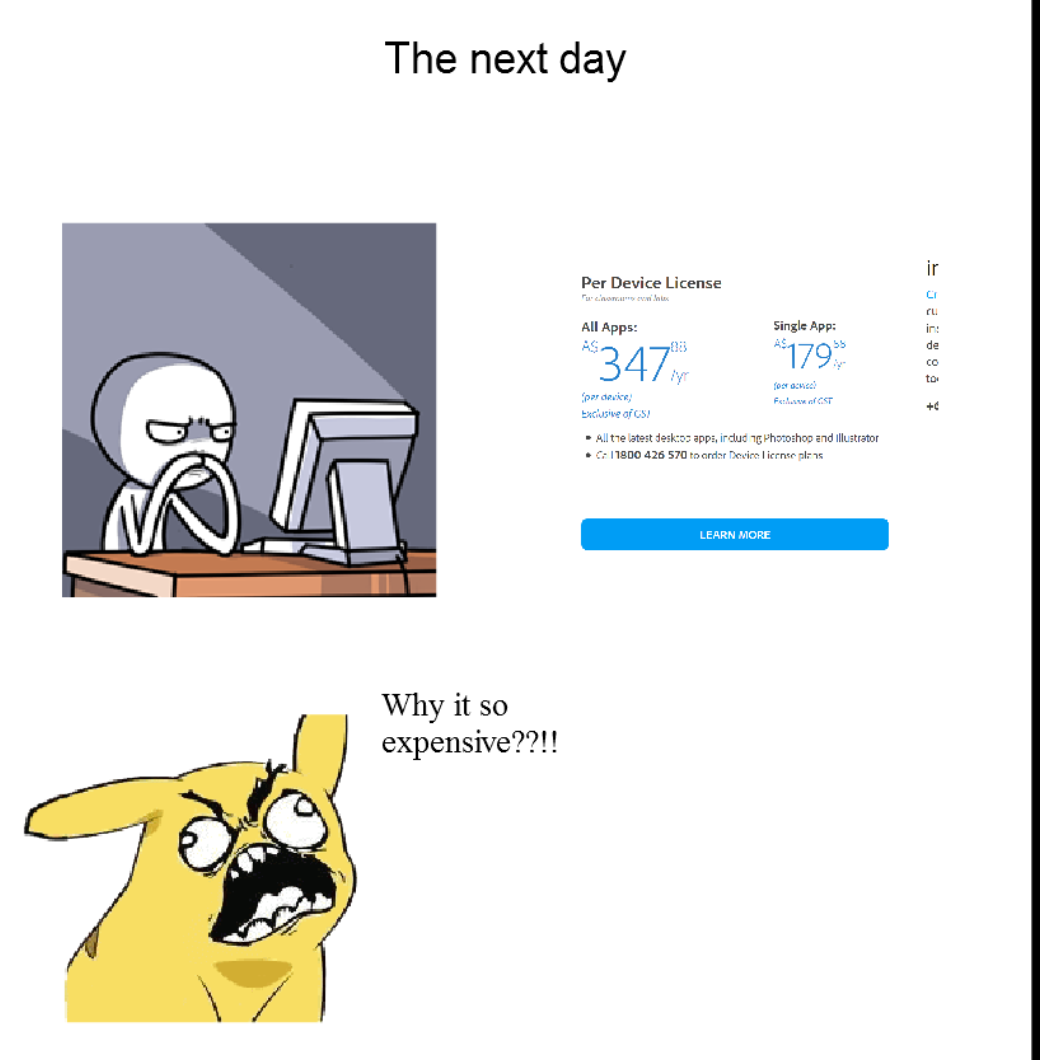 The next day
Per Device License
For classrooms and labs
All Apps:
A$347.88/yr
(per device)
Exclusive of GST
Single App:
A$179 /yr
(per device)
Exclusive of GST
All the latest desktop apps, including Photoshop and Illustrator
Call 1800 426 570 to order Device License plans
LEARN MORE
in
Cr
cu
ins
de
co
to
Why it so
expensive??!!